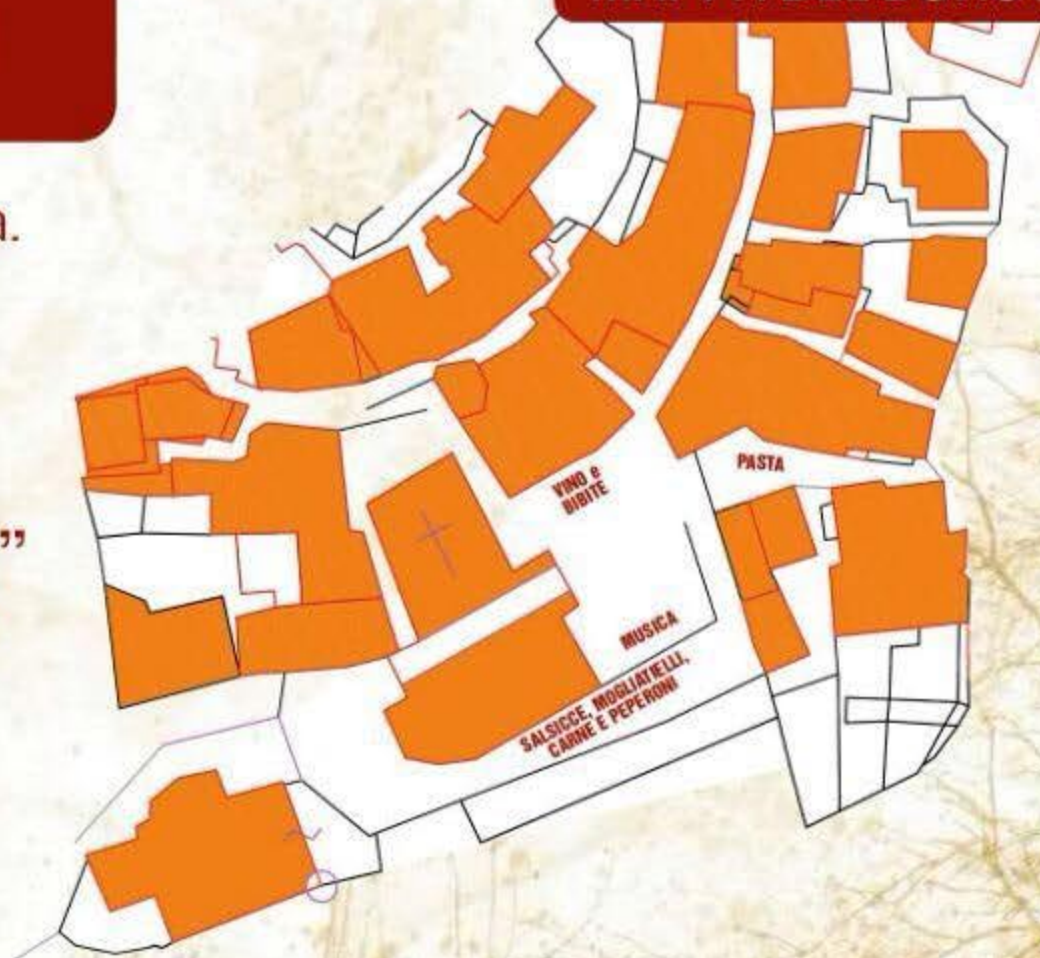 a.
”
VINO e
BIBITE
PASTA
MUSICA
SALSICCE, MOGLIATIELLI,
CARNE E PEPERONI